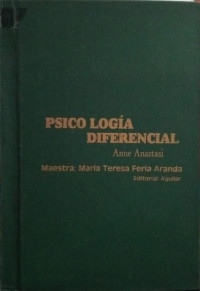 PSICO LOGÍA
DIFERENCIAL
Anne Anastasi
Maestra: María Teresa Feria Aranda
Editorial Aguilar